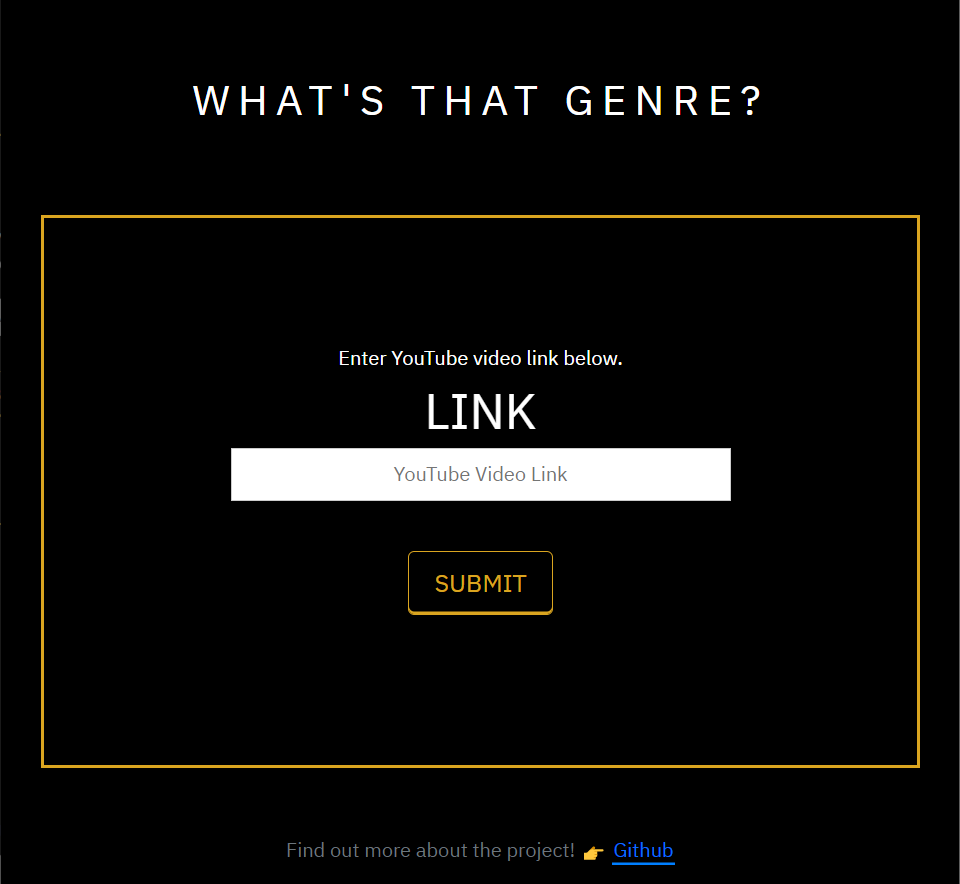 WHAT'S THAT GENRE?
Enter YouTube video link below.
LINK
YouTube Video Link
SUBMIT
Find out more about the project! 👉 Github